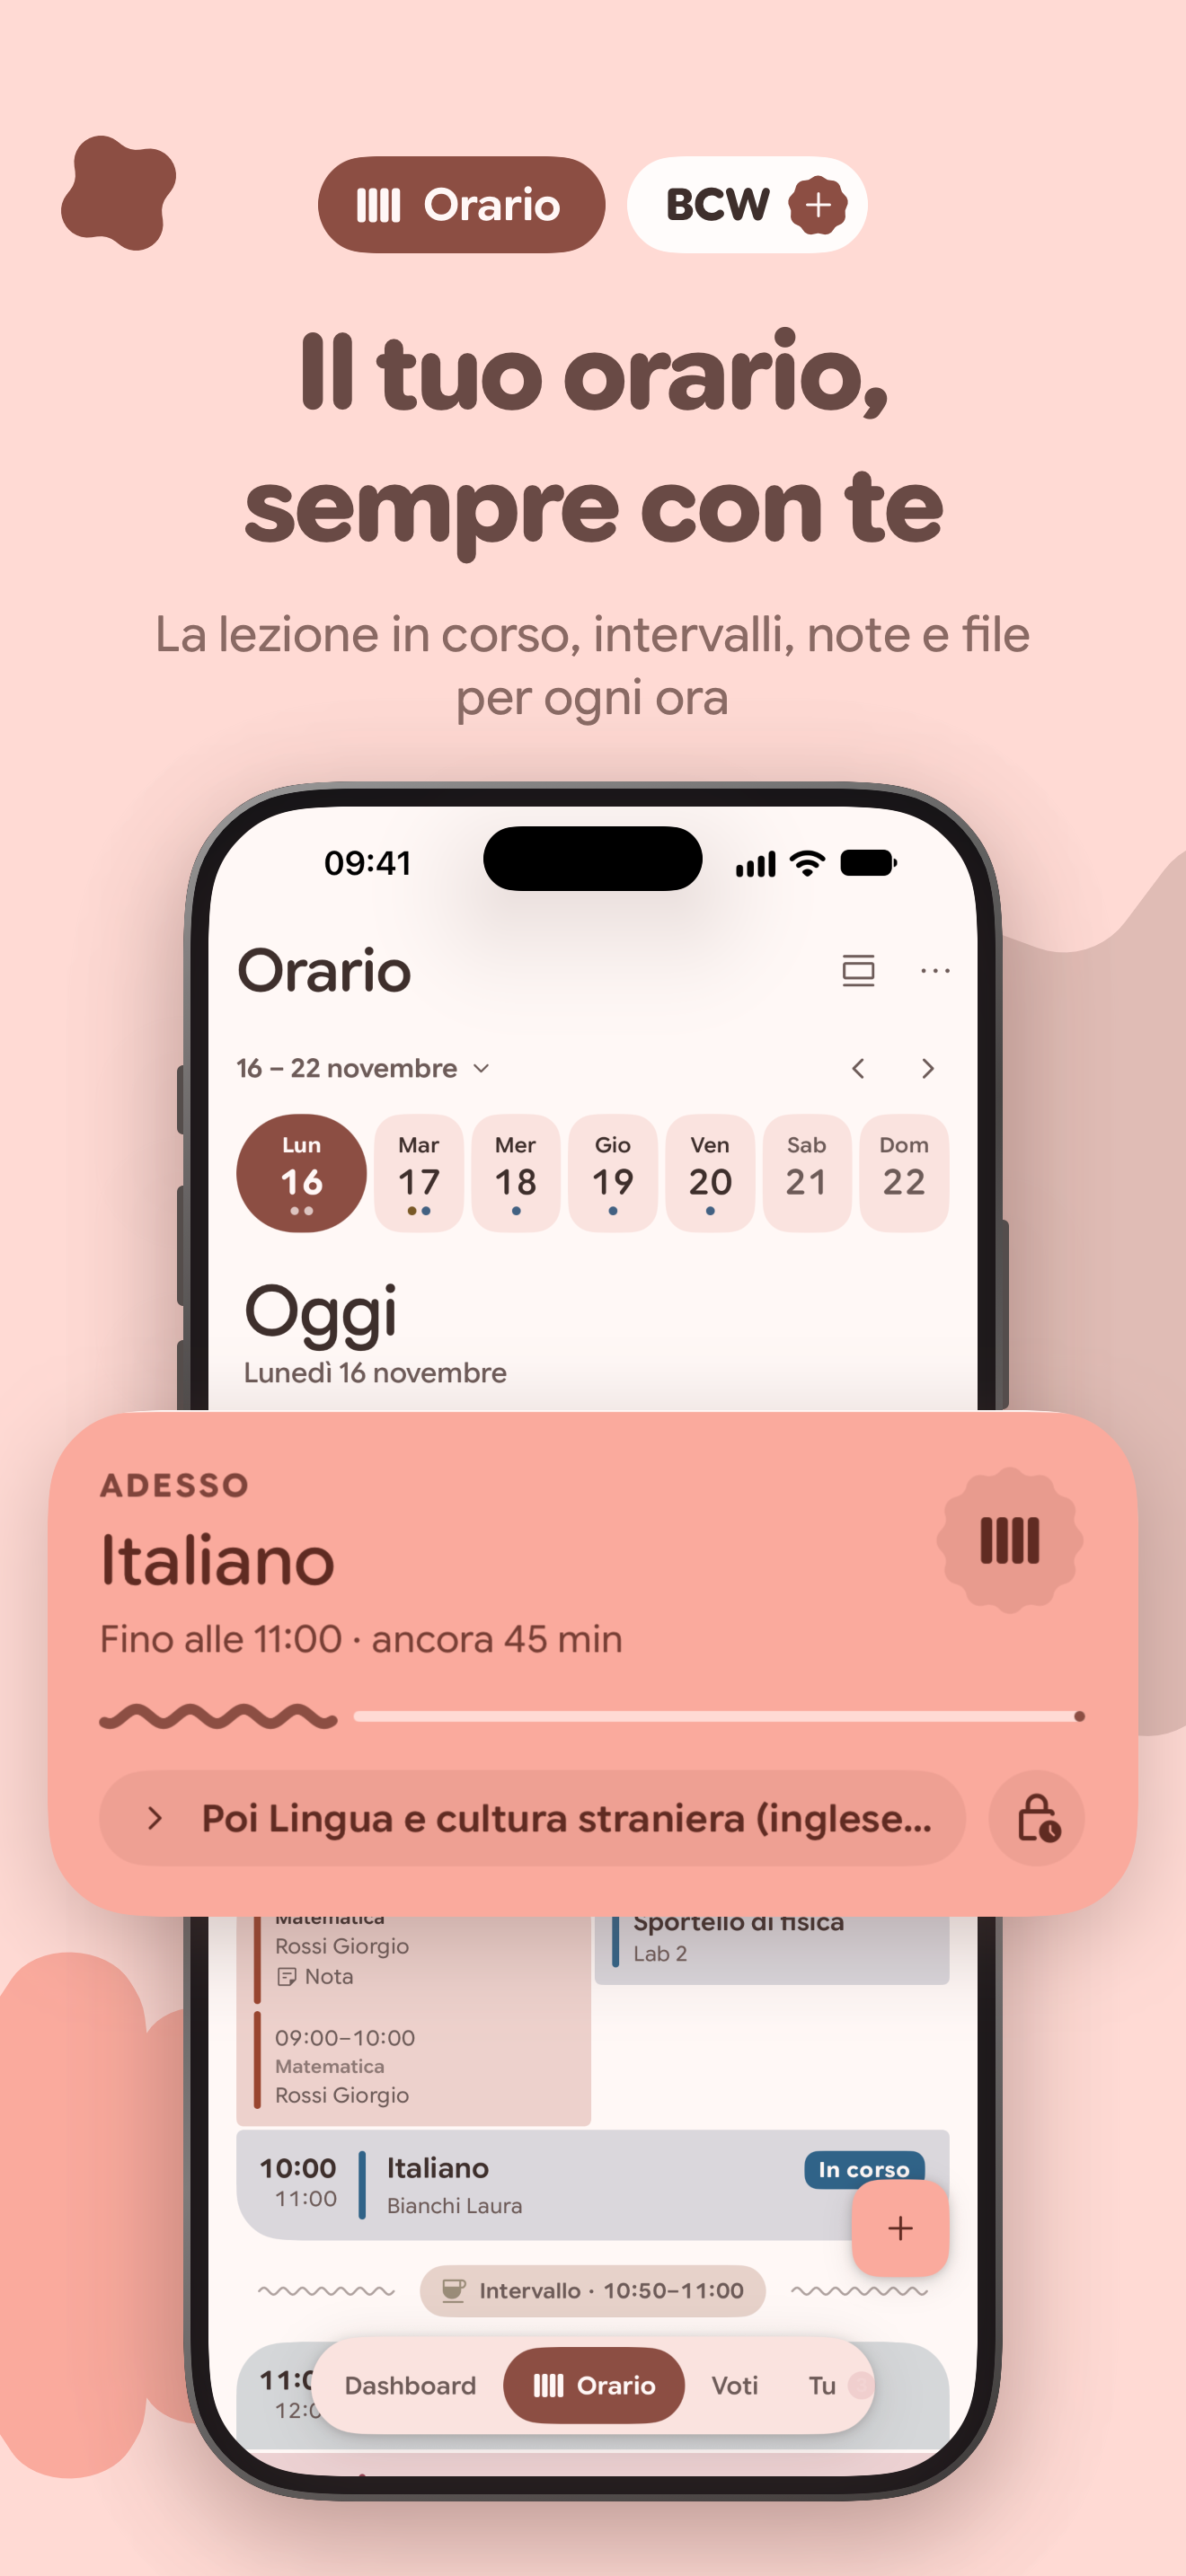 Orario
BCW
Il tuo orario,
sempre con te
La lezione in corso, intervalli, note e file
per ogni ora
09:41
Orario
16 – 22 novembre
Lun Mar Mer Gio Ven Sab Dom
16 17 18 19 20 21 22
Oggi
Lunedì 16 novembre
ADESSO
Italiano
Fino alle 11:00 · ancora 45 min
Poi Lingua e cultura straniera (inglese...
Matematica
Rossi Giorgio
Nota
Sportello di fisica
Lab 2
09:00–10:00
Matematica
Rossi Giorgio
10:00
11:00
Italiano
Bianchi Laura
In corso
Intervallo · 10:50–11:00
Dashboard Orario Voti Tu